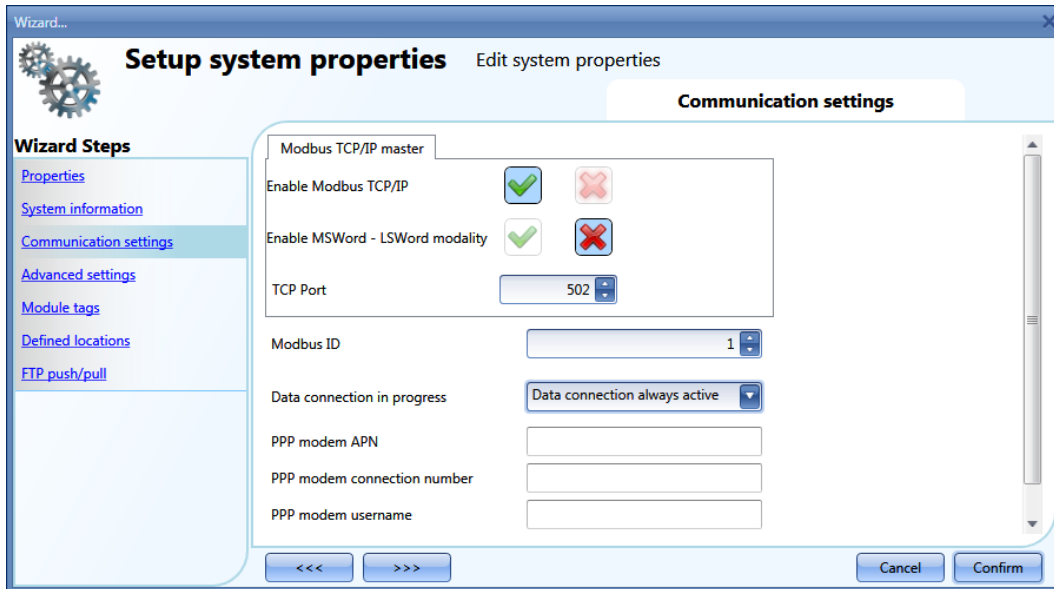 Wizard...
Setup system properties Edit system properties
Communication settings
Wizard Steps
Properties
System information
Communication settings
Advanced settings
Module tags
Defined locations
FTP push/pull
Modbus TCP/IP master
Enable Modbus TCP/IP
Enable MSWord - LSWord modality
TCP Port 502
Modbus ID 1
Data connection in progress Data connection always active
PPP modem APN
PPP modem connection number
PPP modem username
<<< >>> Cancel Confirm